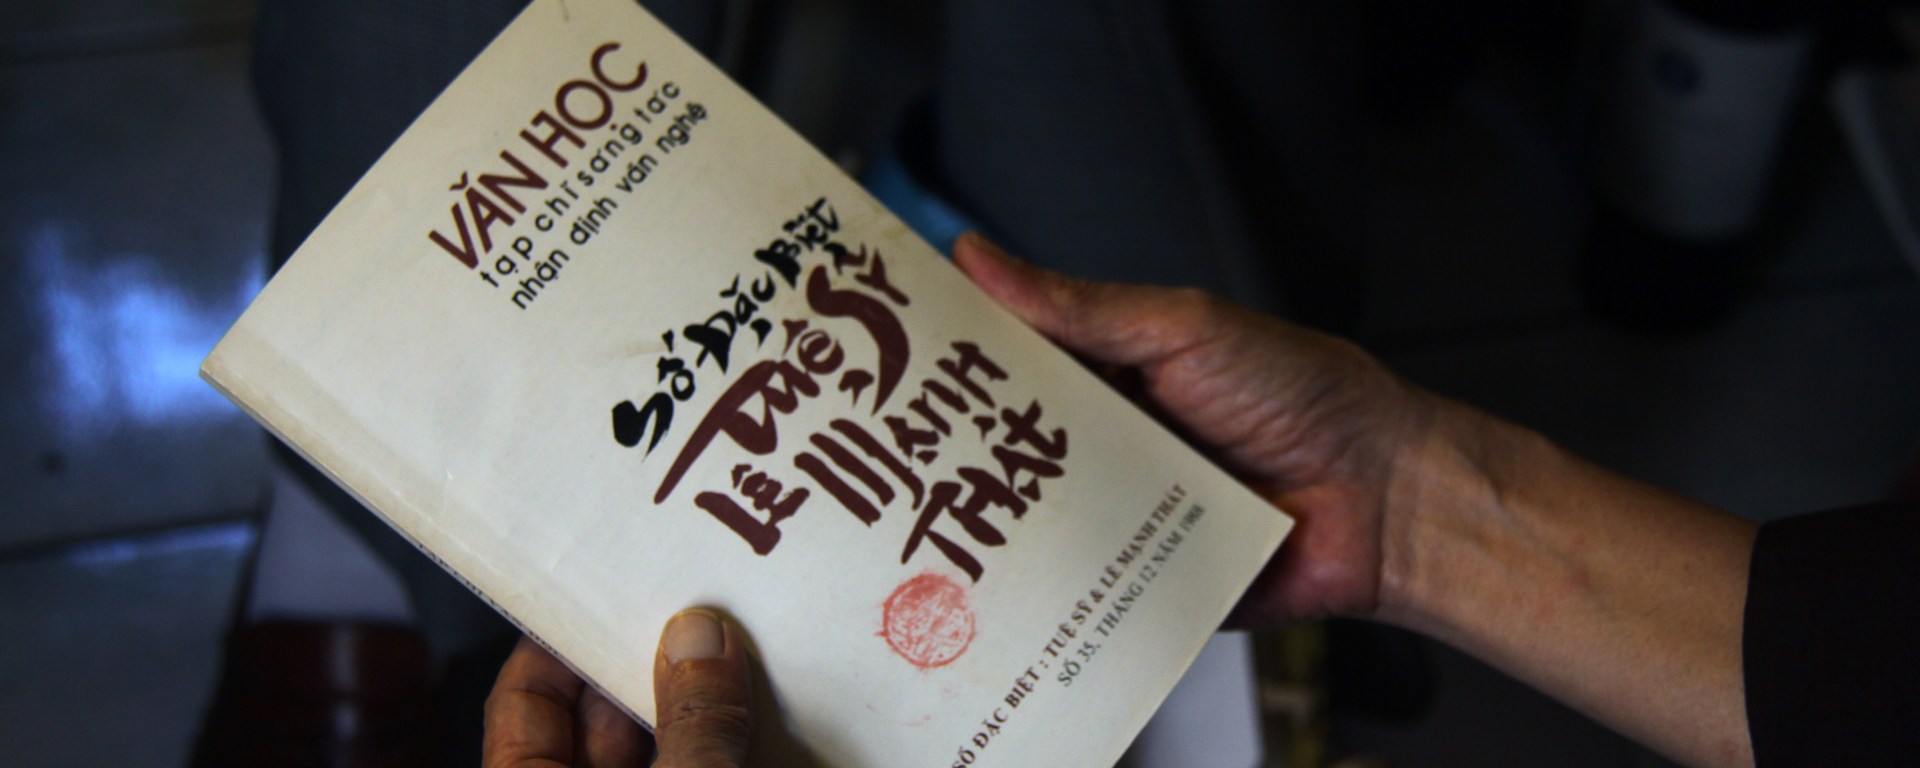 VĂN HỌC
tạp chí sáng tác
nhận định văn nghệ
Số Đặc Biệt
Tuệ Sỹ
Lê Mạnh
Thát
SỐ ĐẶC BIỆT : TUỆ SỸ & LÊ MẠNH THÁT
SỐ 35, THÁNG 12 NĂM 1988